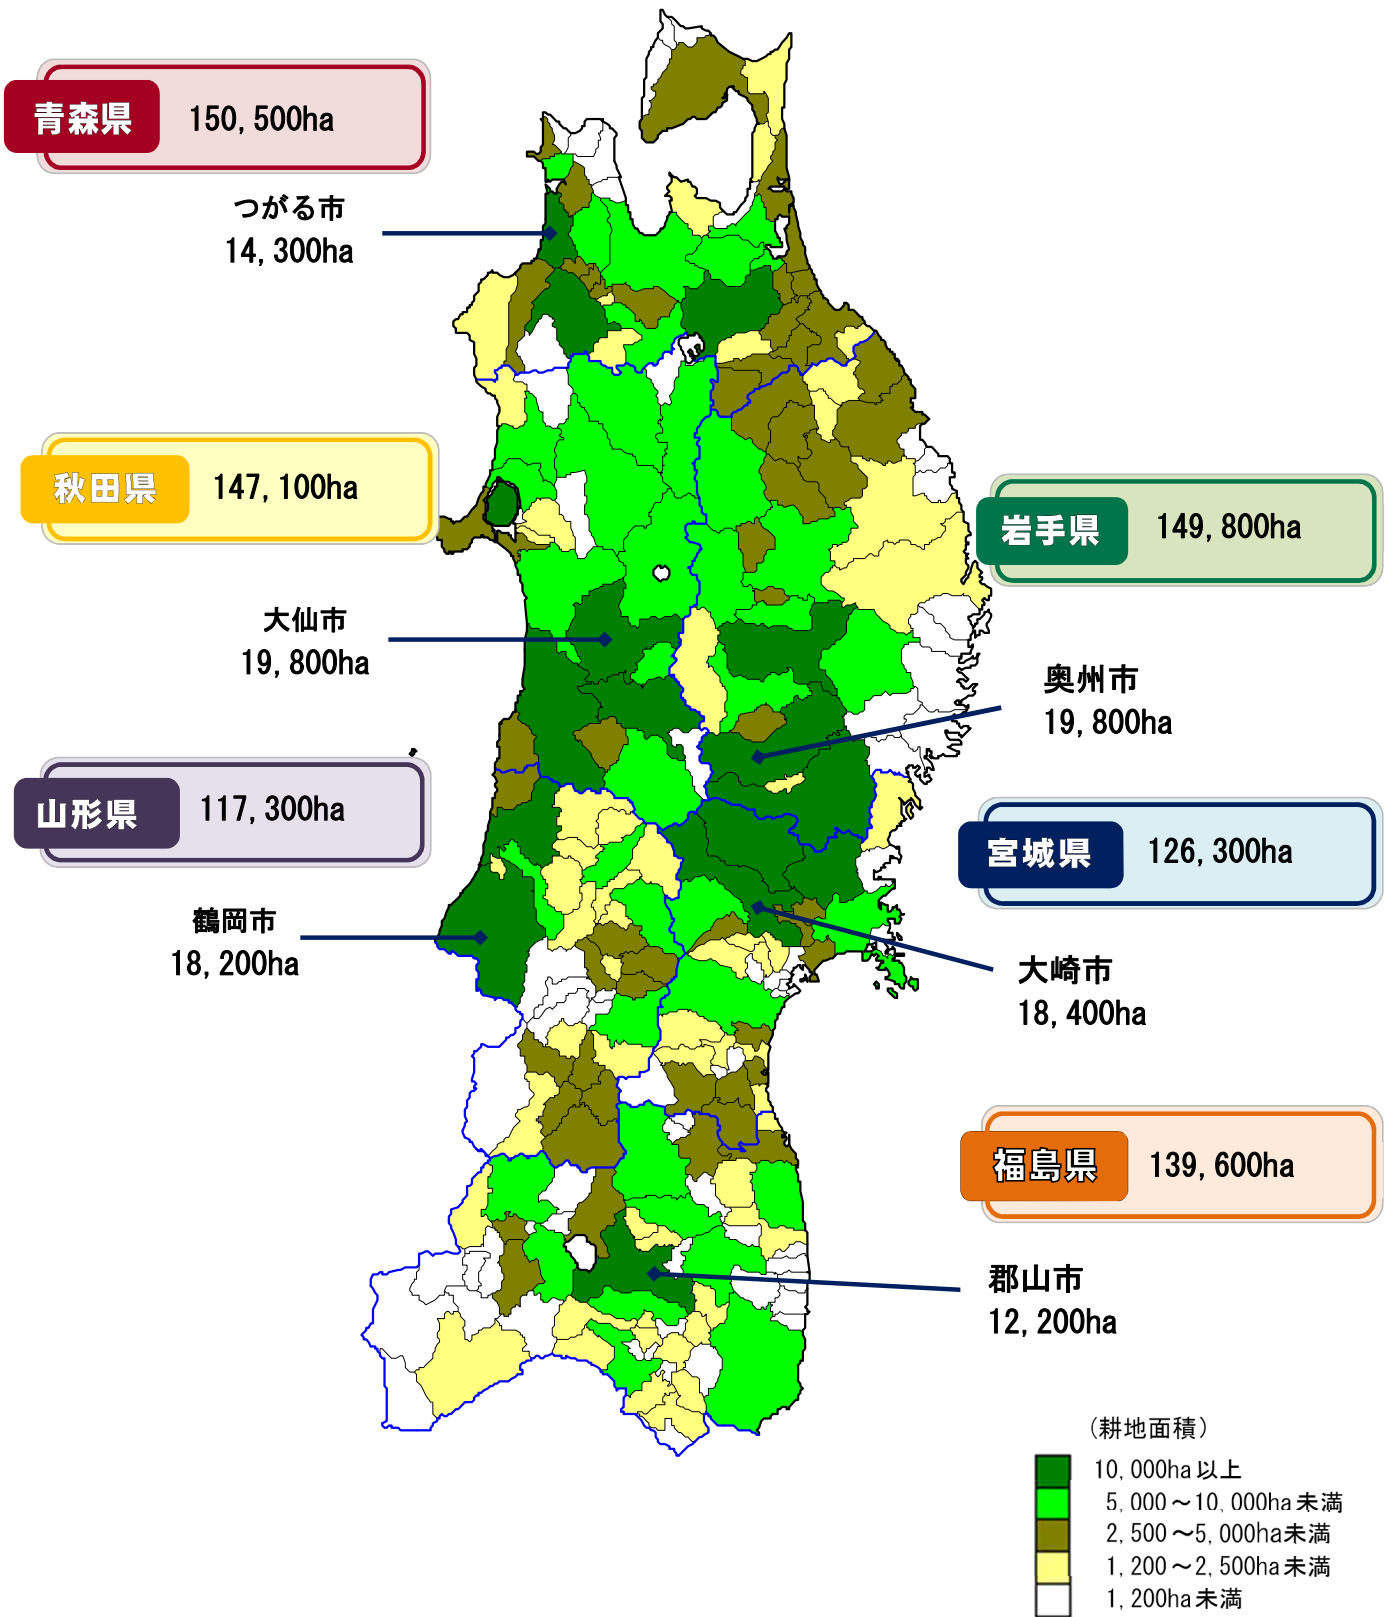 青森県 150,500ha
つがる市
14,300ha
秋田県 147,100ha
岩手県 149,800ha
大仙市
19,800ha
奥州市
19,800ha
山形県 117,300ha
宮城県 126,300ha
鶴岡市
18,200ha
大崎市
18,400ha
福島県 139,600ha
郡山市
12,200ha
（耕地面積）
10,000ha以上
5,000～10,000ha未満
2,500～5,000ha未満
1,200～2,500ha未満
1,200ha未満